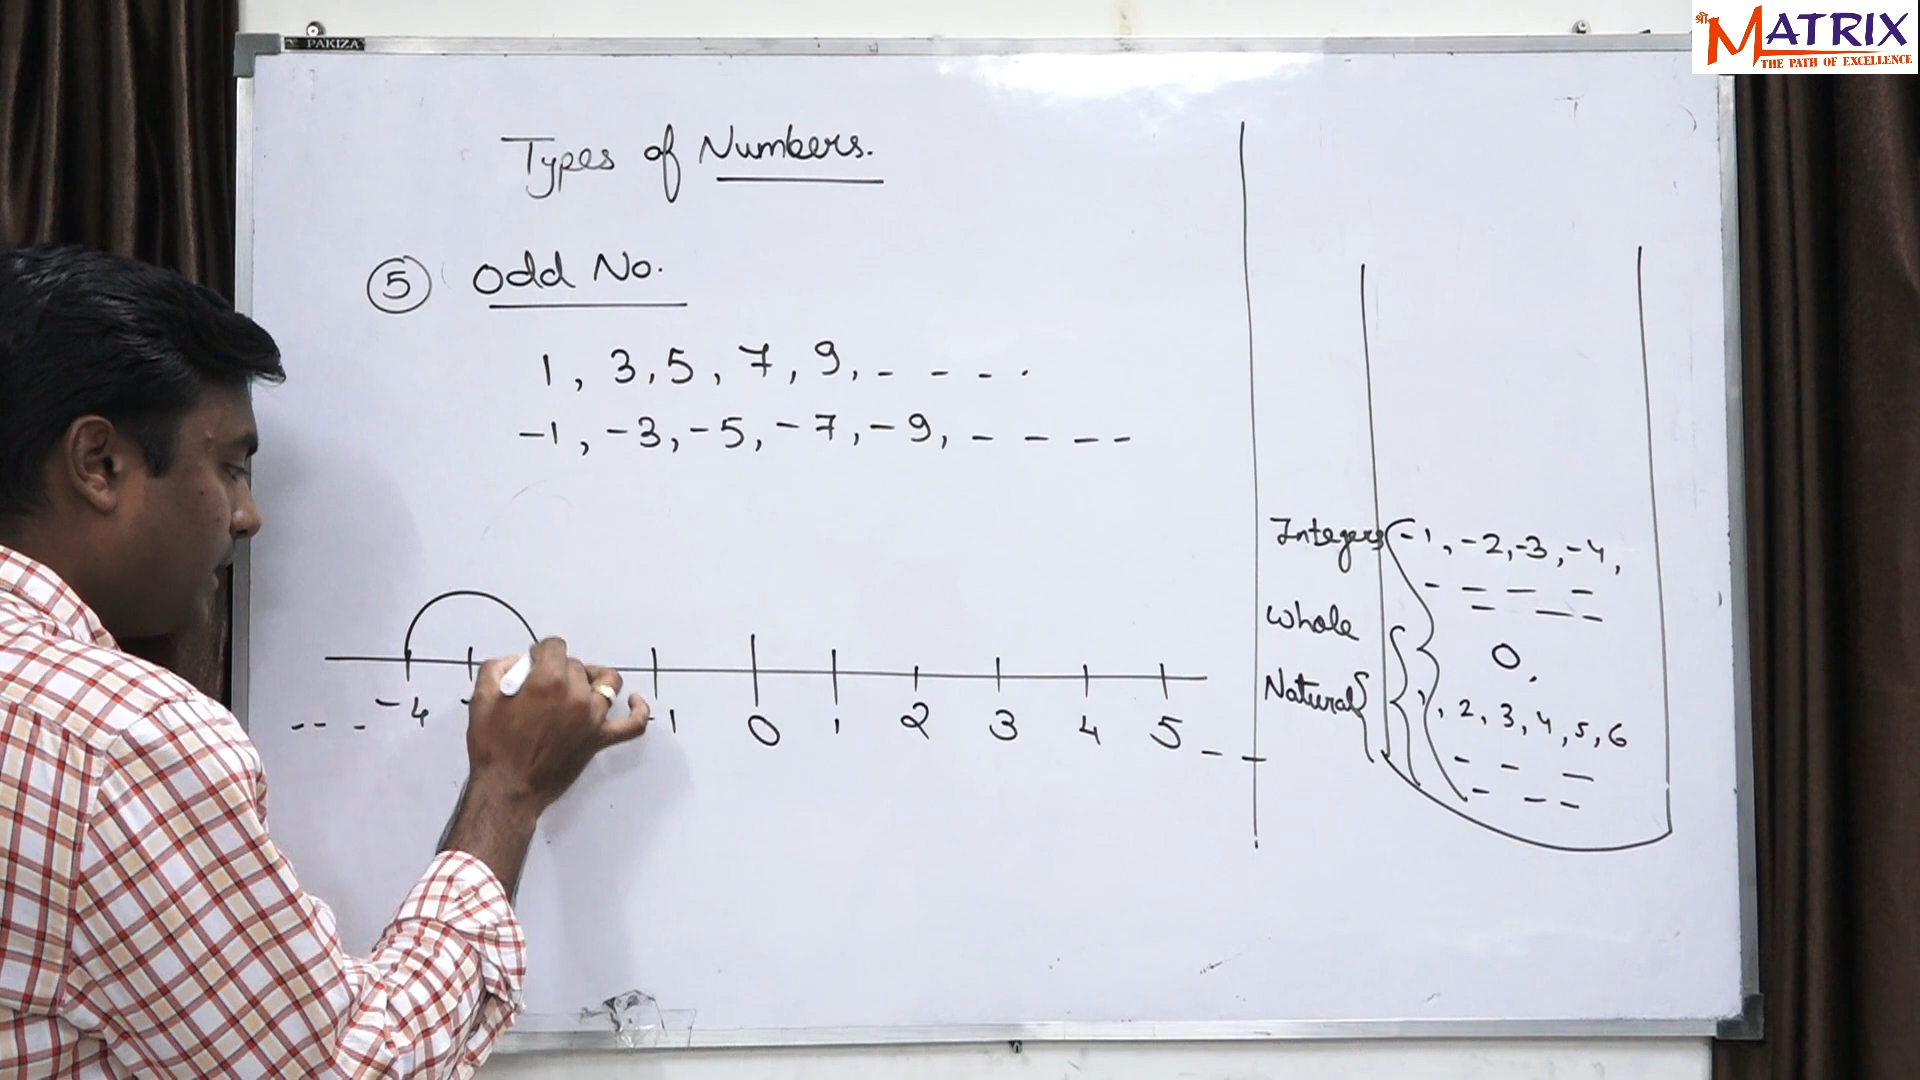 PAKIZA
श्री MATRIX
THE PATH OF EXCELLENCE
Types of Numbers.
5 Odd No.
1, 3, 5, 7, 9, - - - .
-1, -3, -5, -7, -9, - - - -
- - - -4 -1 0 1 2 3 4 5 - -
Integers -1, -2, -3, -4,
- - - -
- - -
Whole 0,
Natural 1, 2, 3, 4, 5, 6
- - -
- - -